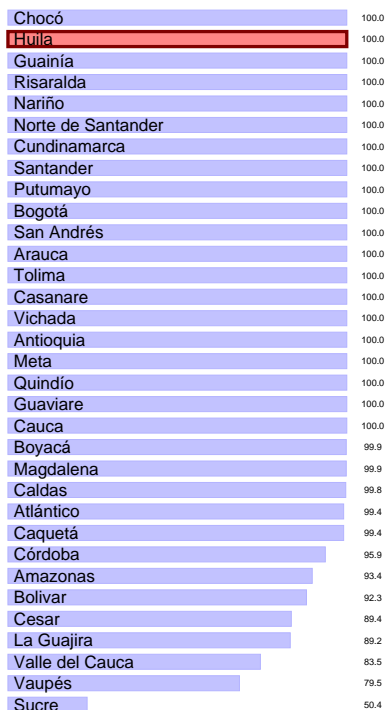 Chocó 100.0
Huila 100.0
Guainía 100.0
Risaralda 100.0
Nariño 100.0
Norte de Santander 100.0
Cundinamarca 100.0
Santander 100.0
Putumayo 100.0
Bogotá 100.0
San Andrés 100.0
Arauca 100.0
Tolima 100.0
Casanare 100.0
Vichada 100.0
Antioquia 100.0
Meta 100.0
Quindío 100.0
Guaviare 100.0
Cauca 100.0
Boyacá 99.9
Magdalena 99.9
Caldas 99.8
Atlántico 99.4
Caquetá 99.4
Córdoba 95.9
Amazonas 93.4
Bolivar 92.3
Cesar 89.4
La Guajira 89.2
Valle del Cauca 83.5
Vaupés 79.5
Sucre 50.4